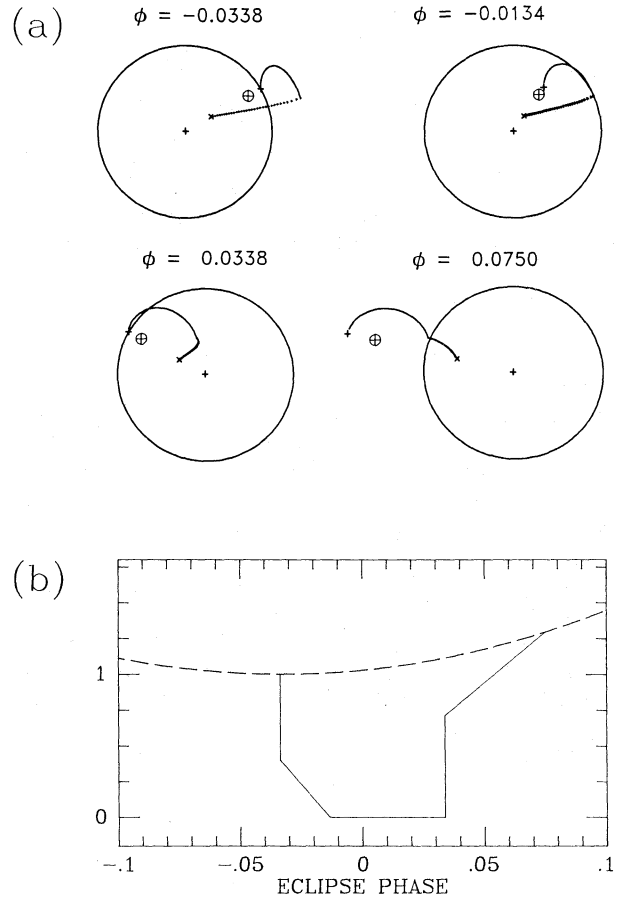 (a)
ϕ = −0.0338
ϕ = −0.0134
ϕ = 0.0338
ϕ = 0.0750
(b)
1
0
−.1
−.05
0
.05
.1
ECLIPSE PHASE